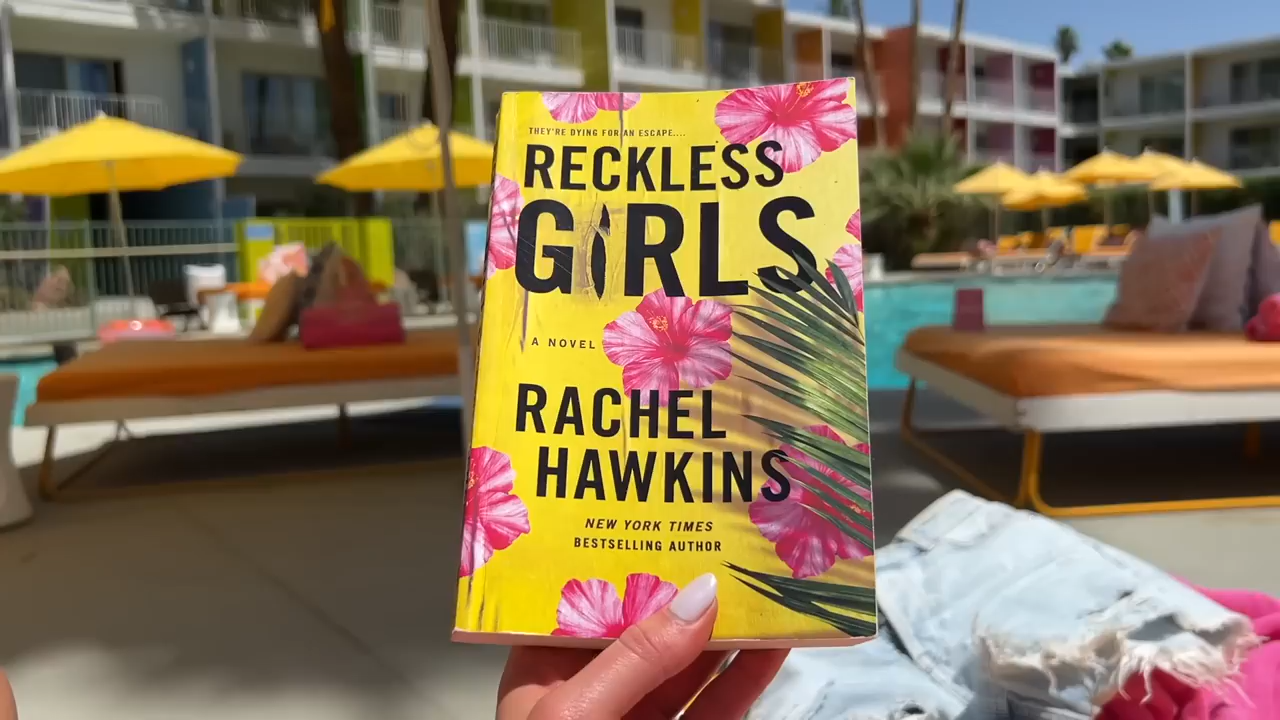 THEY'RE DYING FOR AN ESCAPE....
RECKLESS
GIRLS
A NOVEL
RACHEL
HAWKINS
NEW YORK TIMES
BESTSELLING AUTHOR